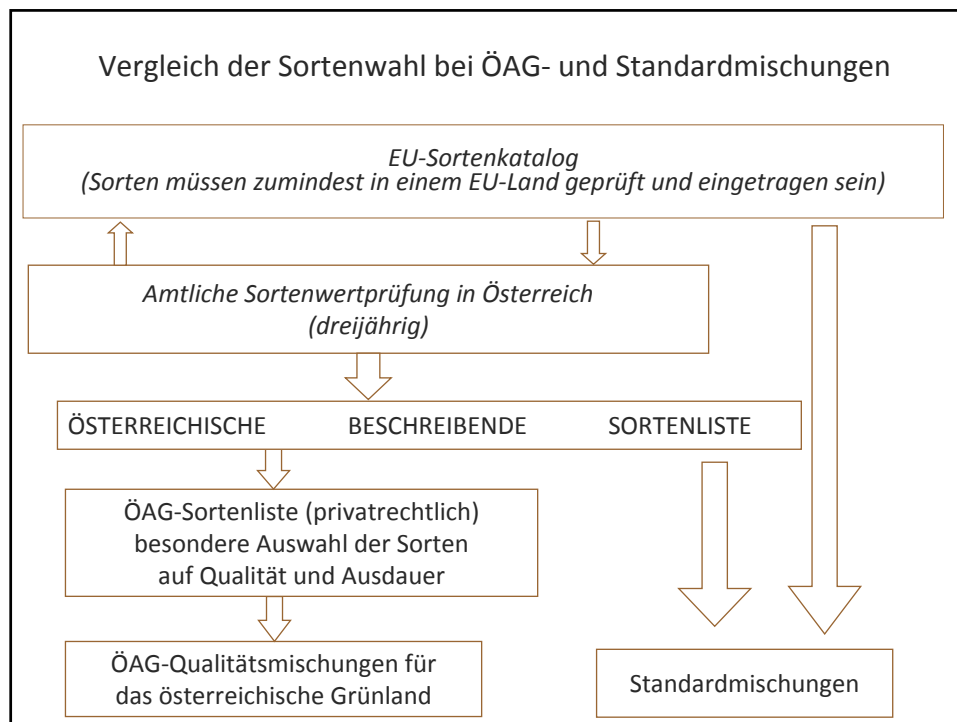 Vergleich der Sortenwahl bei ÖAG- und Standardmischungen
EU-Sortenkatalog
(Sorten müssen zumindest in einem EU-Land geprüft und eingetragen sein)
Amtliche Sortenwertprüfung in Österreich
(dreijährig)
ÖSTERREICHISCHE BESCHREIBENDE SORTENLISTE
ÖAG-Sortenliste (privatrechtlich)
besondere Auswahl der Sorten
auf Qualität und Ausdauer
ÖAG-Qualitätsmischungen für
das österreichische Grünland
Standardmischungen